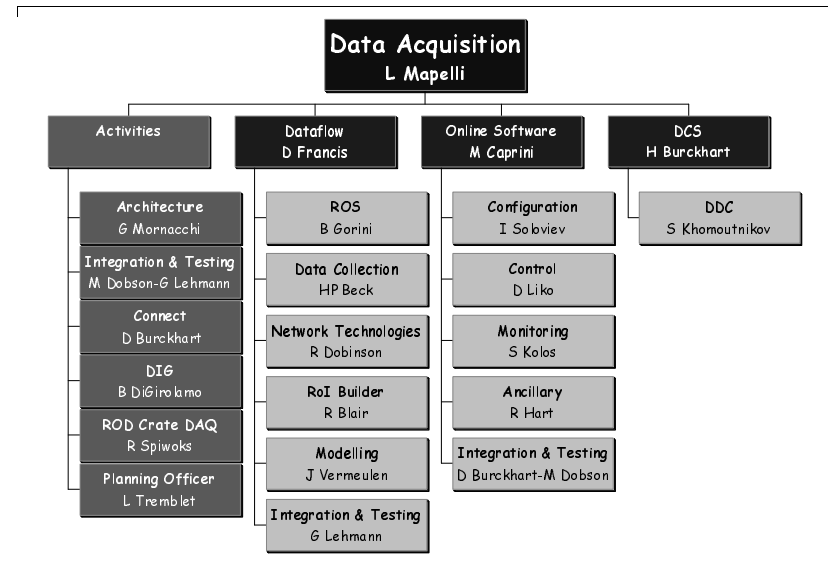 Data Acquisition
L Mapelli
Activities
Architecture
G Mornacchi
Integration & Testing
M Dobson-G Lehmann
Connect
D Burckhart
DIG
B DiGirolamo
ROD Crate DAQ
R Spiwoks
Planning Officer
L Tremblet
Dataflow
D Francis
ROS
B Gorini
Data Collection
HP Beck
Network Technologies
R Dobinson
RoI Builder
R Blair
Modelling
J Vermeulen
Integration & Testing
G Lehmann
Online Software
M Caprini
Configuration
I Soloviev
Control
D Liko
Monitoring
S Kolos
Ancillary
R Hart
Integration & Testing
D Burckhart-M Dobson
DCS
H Burckhart
DDC
S Khomoutnikov